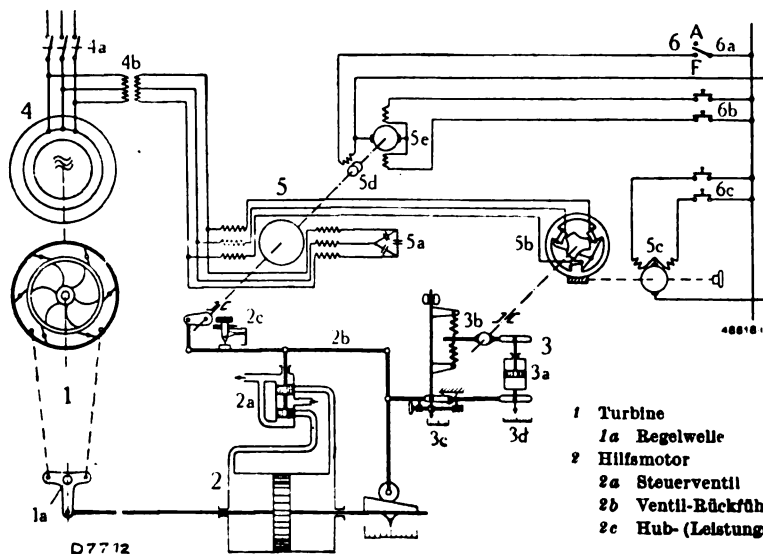 4a
4b
4
6
A
F
6a
6b
6c
5e
5d
5
5a
5b
5c
2c
2b
2a
2
3b
3
3a
3c
3d
1
1a
D7712
1 Turbine
1a Regelwelle
2 Hilfsmotor
2a Steuerventil
2b Ventil-Rückfüh
2c Hub- (Leistung